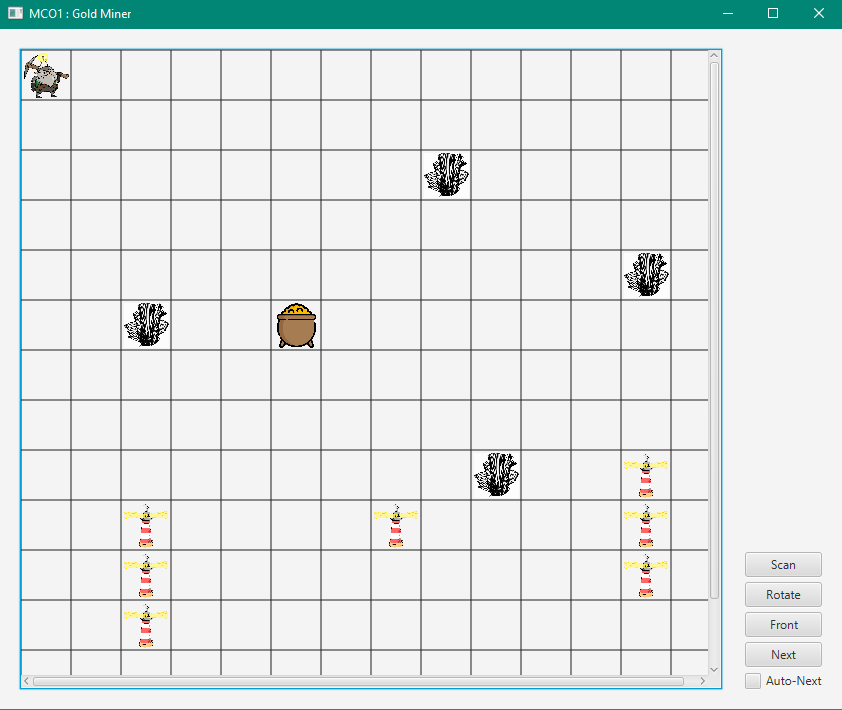 MCO1 : Gold Miner
Scan
Rotate
Front
Next
Auto-Next